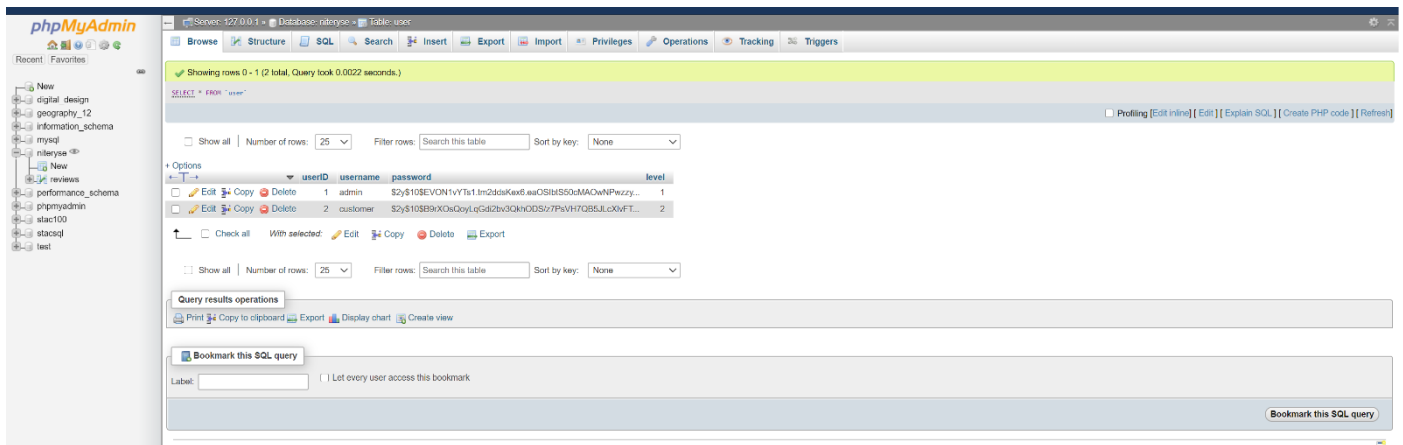 phpMyAdmin
Server: 127.0.0.1 » Database: niteryse » Table: user
Browse Structure SQL Search Insert Export Import Privileges Operations Tracking Triggers
Recent Favorites
New
digital design
geography_12
information_schema
mysql
niteryse
New
reviews
performance_schema
phpmyadmin
stac100
stacsql
test
Showing rows 0 - 1 (2 total, Query took 0.0022 seconds.)
SELECT * FROM `user`
Profiling [Edit inline] [ Edit ] [ Explain SQL ] [ Create PHP code ] [ Refresh]
Show all | Number of rows: 25 Filter rows: Search this table Sort by key: None
+ Options
←T→ userID username password level
Edit Copy Delete 1 admin 1
Edit Copy Delete 2 customer 2
Check all With selected: Edit Copy Delete Export
Show all | Number of rows: 25 Filter rows: Search this table Sort by key: None
Query results operations
Print Copy to clipboard Export Display chart Create view
Bookmark this SQL query
Label: Let every user access this bookmark
Bookmark this SQL query